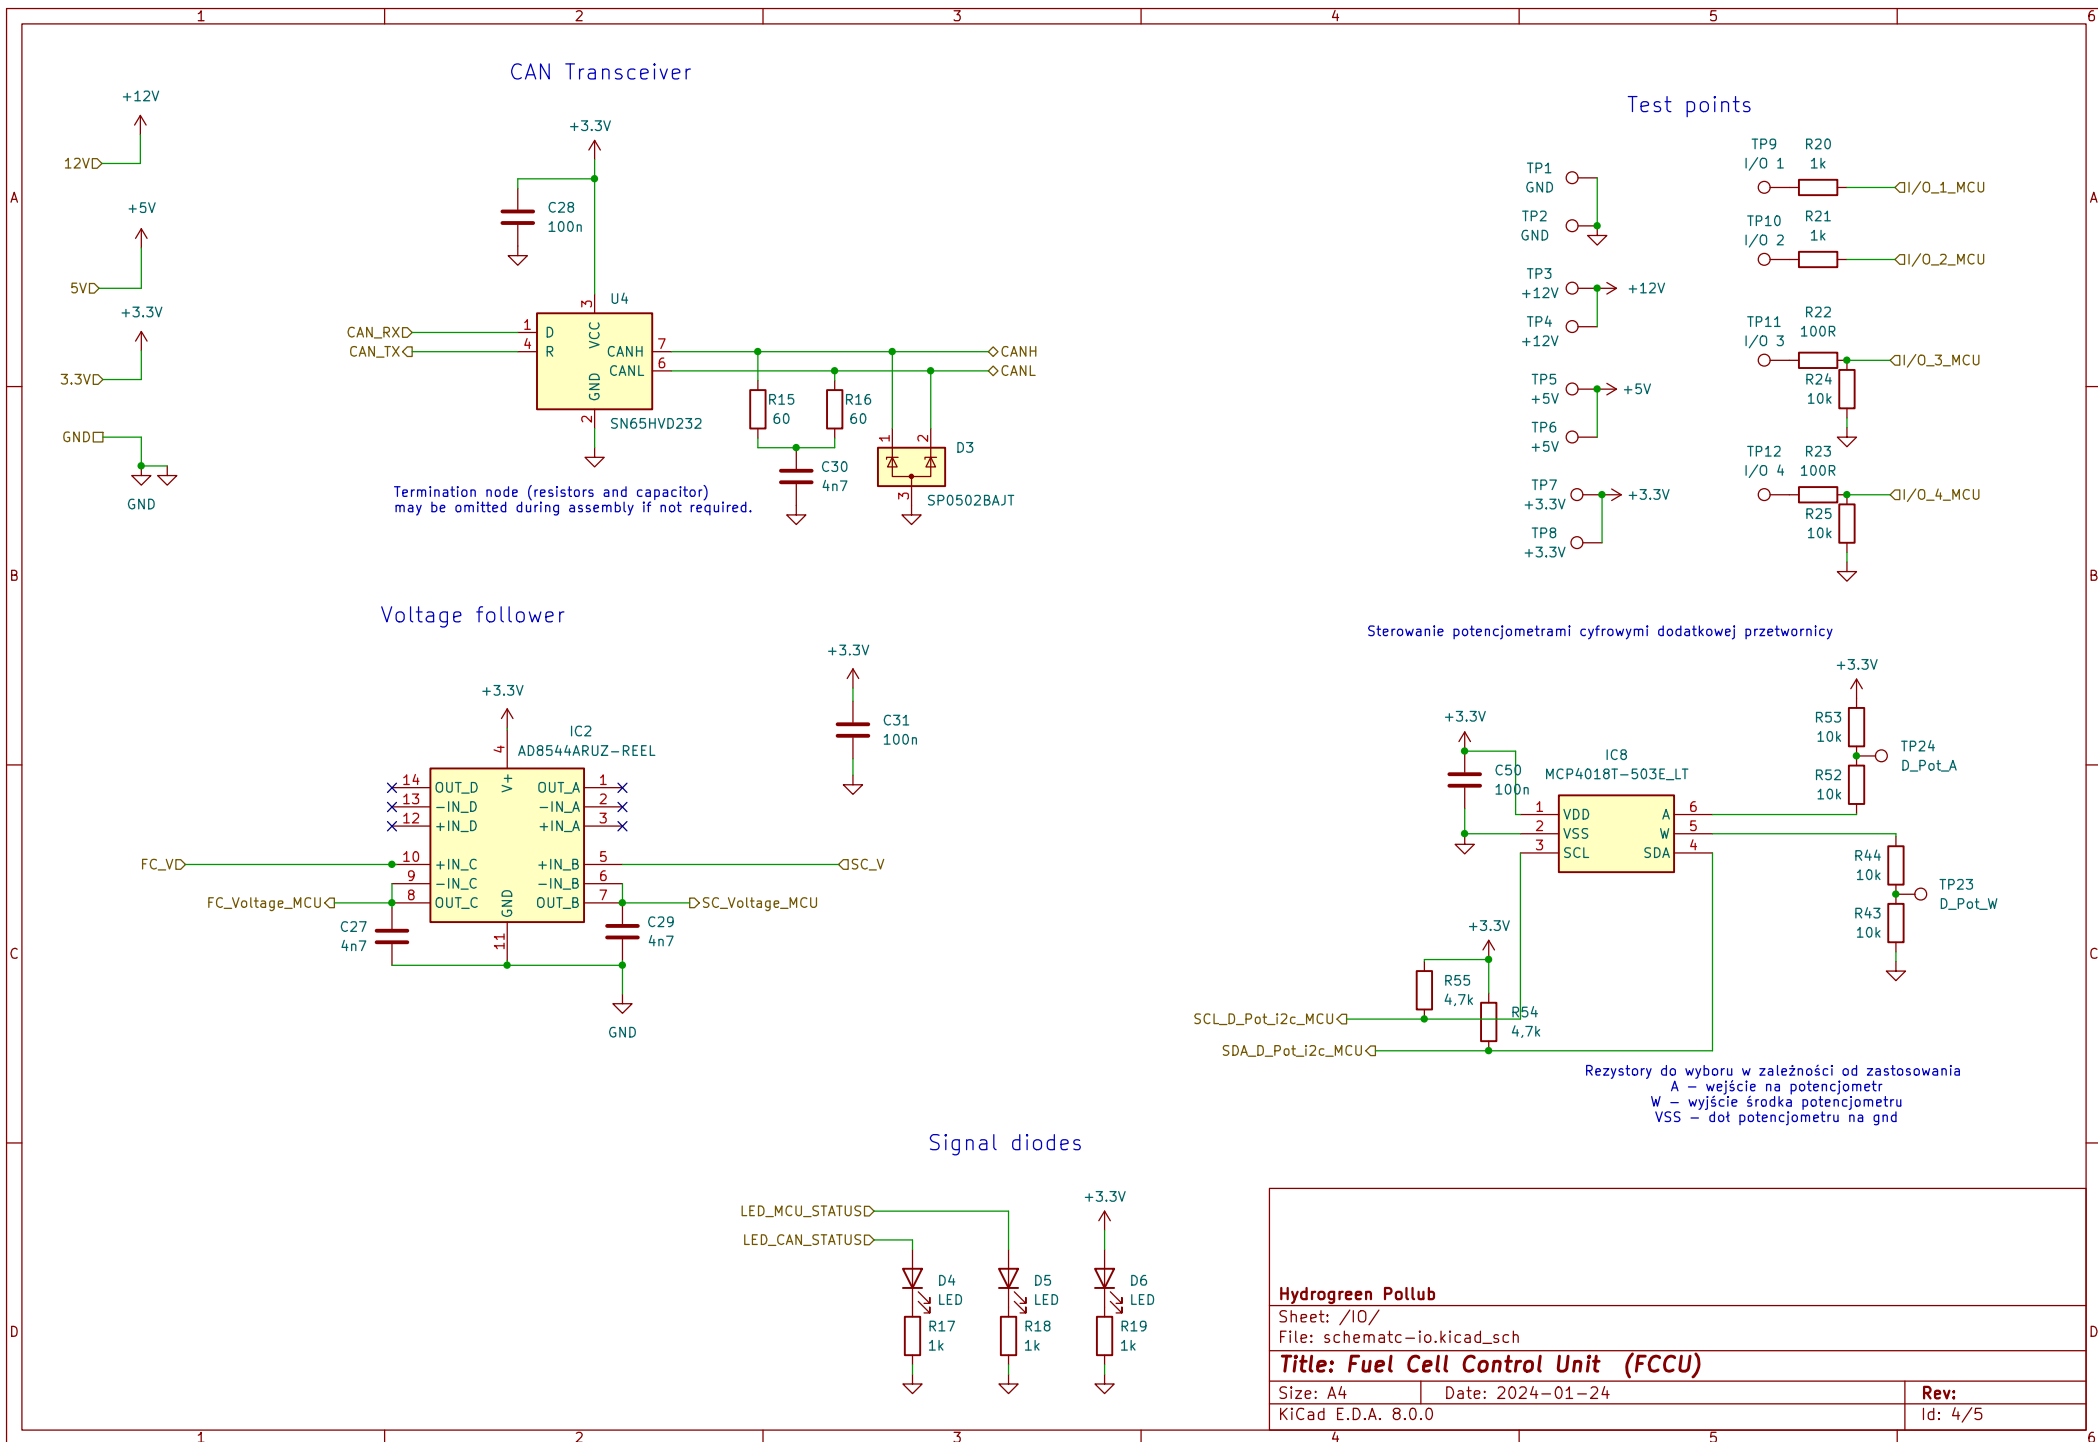 1
2
3
4
5
6
A
B
C
D
CAN Transceiver
+12V
12V
+5V
5V
+3.3V
3.3V
GND
GND
+3.3V
C28
100n
U4
CAN_RX
CAN_TX
1
4
D
R
3
VCC
GND
2
CANH
CANL
7
6
SN65HVD232
CANH
CANL
R15
60
R16
60
C30
4n7
1
2
3
D3
SP0502BAJT
Termination node (resistors and capacitor)
may be omitted during assembly if not required.
Test points
TP1
GND
TP2
GND
TP3
+12V
TP4
+12V
+12V
TP5
+5V
TP6
+5V
+5V
TP7
+3.3V
TP8
+3.3V
+3.3V
TP9
I/O 1
R20
1k
I/O_1_MCU
TP10
I/O 2
R21
1k
I/O_2_MCU
TP11
I/O 3
R22
100R
I/O_3_MCU
R24
10k
TP12
I/O 4
R23
100R
I/O_4_MCU
R25
10k
Voltage follower
+3.3V
+3.3V
C31
100n
IC2
AD8544ARUZ-REEL
4
V+
14 OUT_D
13 -IN_D
12 +IN_D
10 +IN_C
9 -IN_C
8 OUT_C
OUT_A 1
-IN_A 2
+IN_A 3
+IN_B 5
-IN_B 6
OUT_B 7
GND
11
FC_V
FC_Voltage_MCU
SC_V
SC_Voltage_MCU
C27
4n7
C29
4n7
GND
Sterowanie potencjometrami cyfrowymi dodatkowej przetwornicy
+3.3V
R53
10k
TP24
D_Pot_A
R52
10k
+3.3V
C50
100n
IC8
MCP4018T-503E_LT
1 VDD
2 VSS
3 SCL
A 6
W 5
SDA 4
R44
10k
TP23
D_Pot_W
R43
10k
+3.3V
R55
4,7k
R54
4,7k
SCL_D_Pot_i2c_MCU
SDA_D_Pot_i2c_MCU
Rezystory do wyboru w zależności od zastosowania
A - wejście na potencjometr
W - wyjście środka potencjometru
VSS - doł potencjometru na gnd
Signal diodes
LED_MCU_STATUS
LED_CAN_STATUS
+3.3V
D4
LED
D5
LED
D6
LED
R17
1k
R18
1k
R19
1k
Hydrogreen Pollub
Sheet: /IO/
File: schematc-io.kicad_sch
Title: Fuel Cell Control Unit (FCCU)
Size: A4
Date: 2024-01-24
Rev:
KiCad E.D.A. 8.0.0
Id: 4/5
A
B
C
D
1
2
3
4
5
6